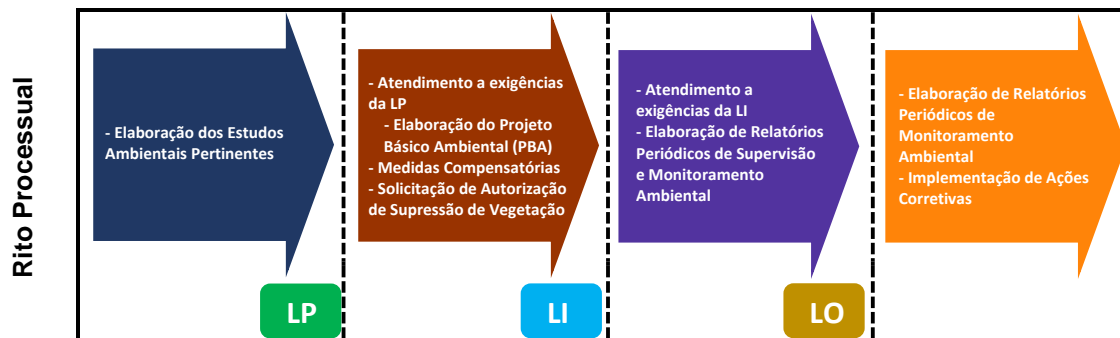 Rito Processual
- Elaboração dos Estudos
Ambientais Pertinentes
- Atendimento a exigências
da LP
- Elaboração do Projeto
Básico Ambiental (PBA)
- Medidas Compensatórias
- Solicitação de Autorização
de Supressão de Vegetação
- Atendimento a
exigências da LI
- Elaboração de Relatórios
Periódicos de Supervisão
e Monitoramento
Ambiental
- Elaboração de Relatórios
Periódicos de
Monitoramento
Ambiental
- Implementação de Ações
Corretivas
LP
LI
LO